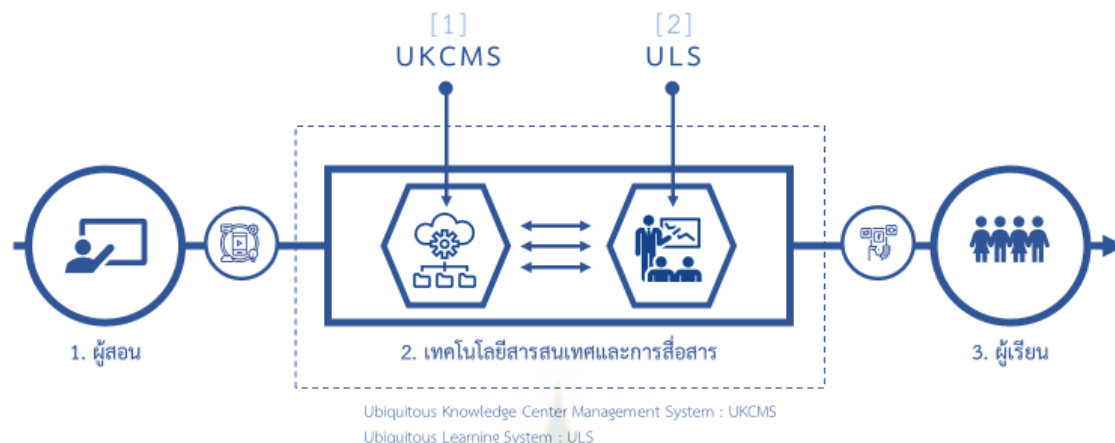 [1]
UKCMS
[2]
ULS
1. ผู้สอน
2. เทคโนโลยีสารสนเทศและการสื่อสาร
3. ผู้เรียน
Ubiquitous Knowledge Center Management System : UKCMS
Ubiquitous Learning System : ULS